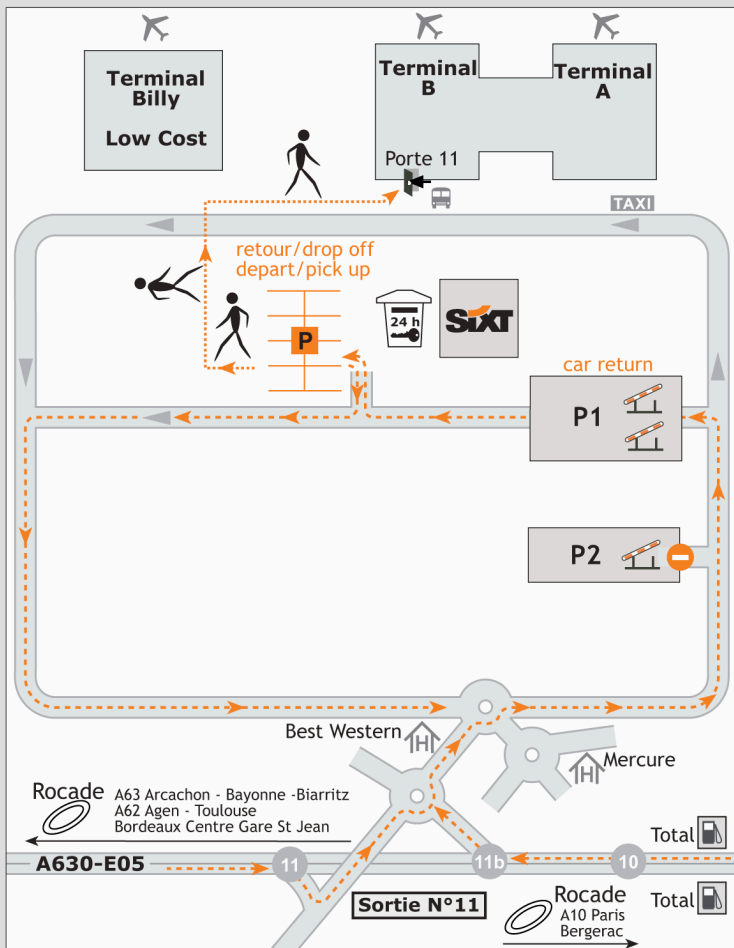 Terminal
Billy
Low Cost
Terminal
B
Terminal
A
Porte 11
TAXI
retour/drop off
depart/pick up
P
24 h
SIXT
car return
P1
P2
Best Western
H
H
Mercure
Rocade
A63 Arcachon - Bayonne -Biarritz
A62 Agen - Toulouse
Bordeaux Centre Gare St Jean
Total
A630-E05
11
11b
10
Sortie N°11
Rocade
A10 Paris
Bergerac
Total